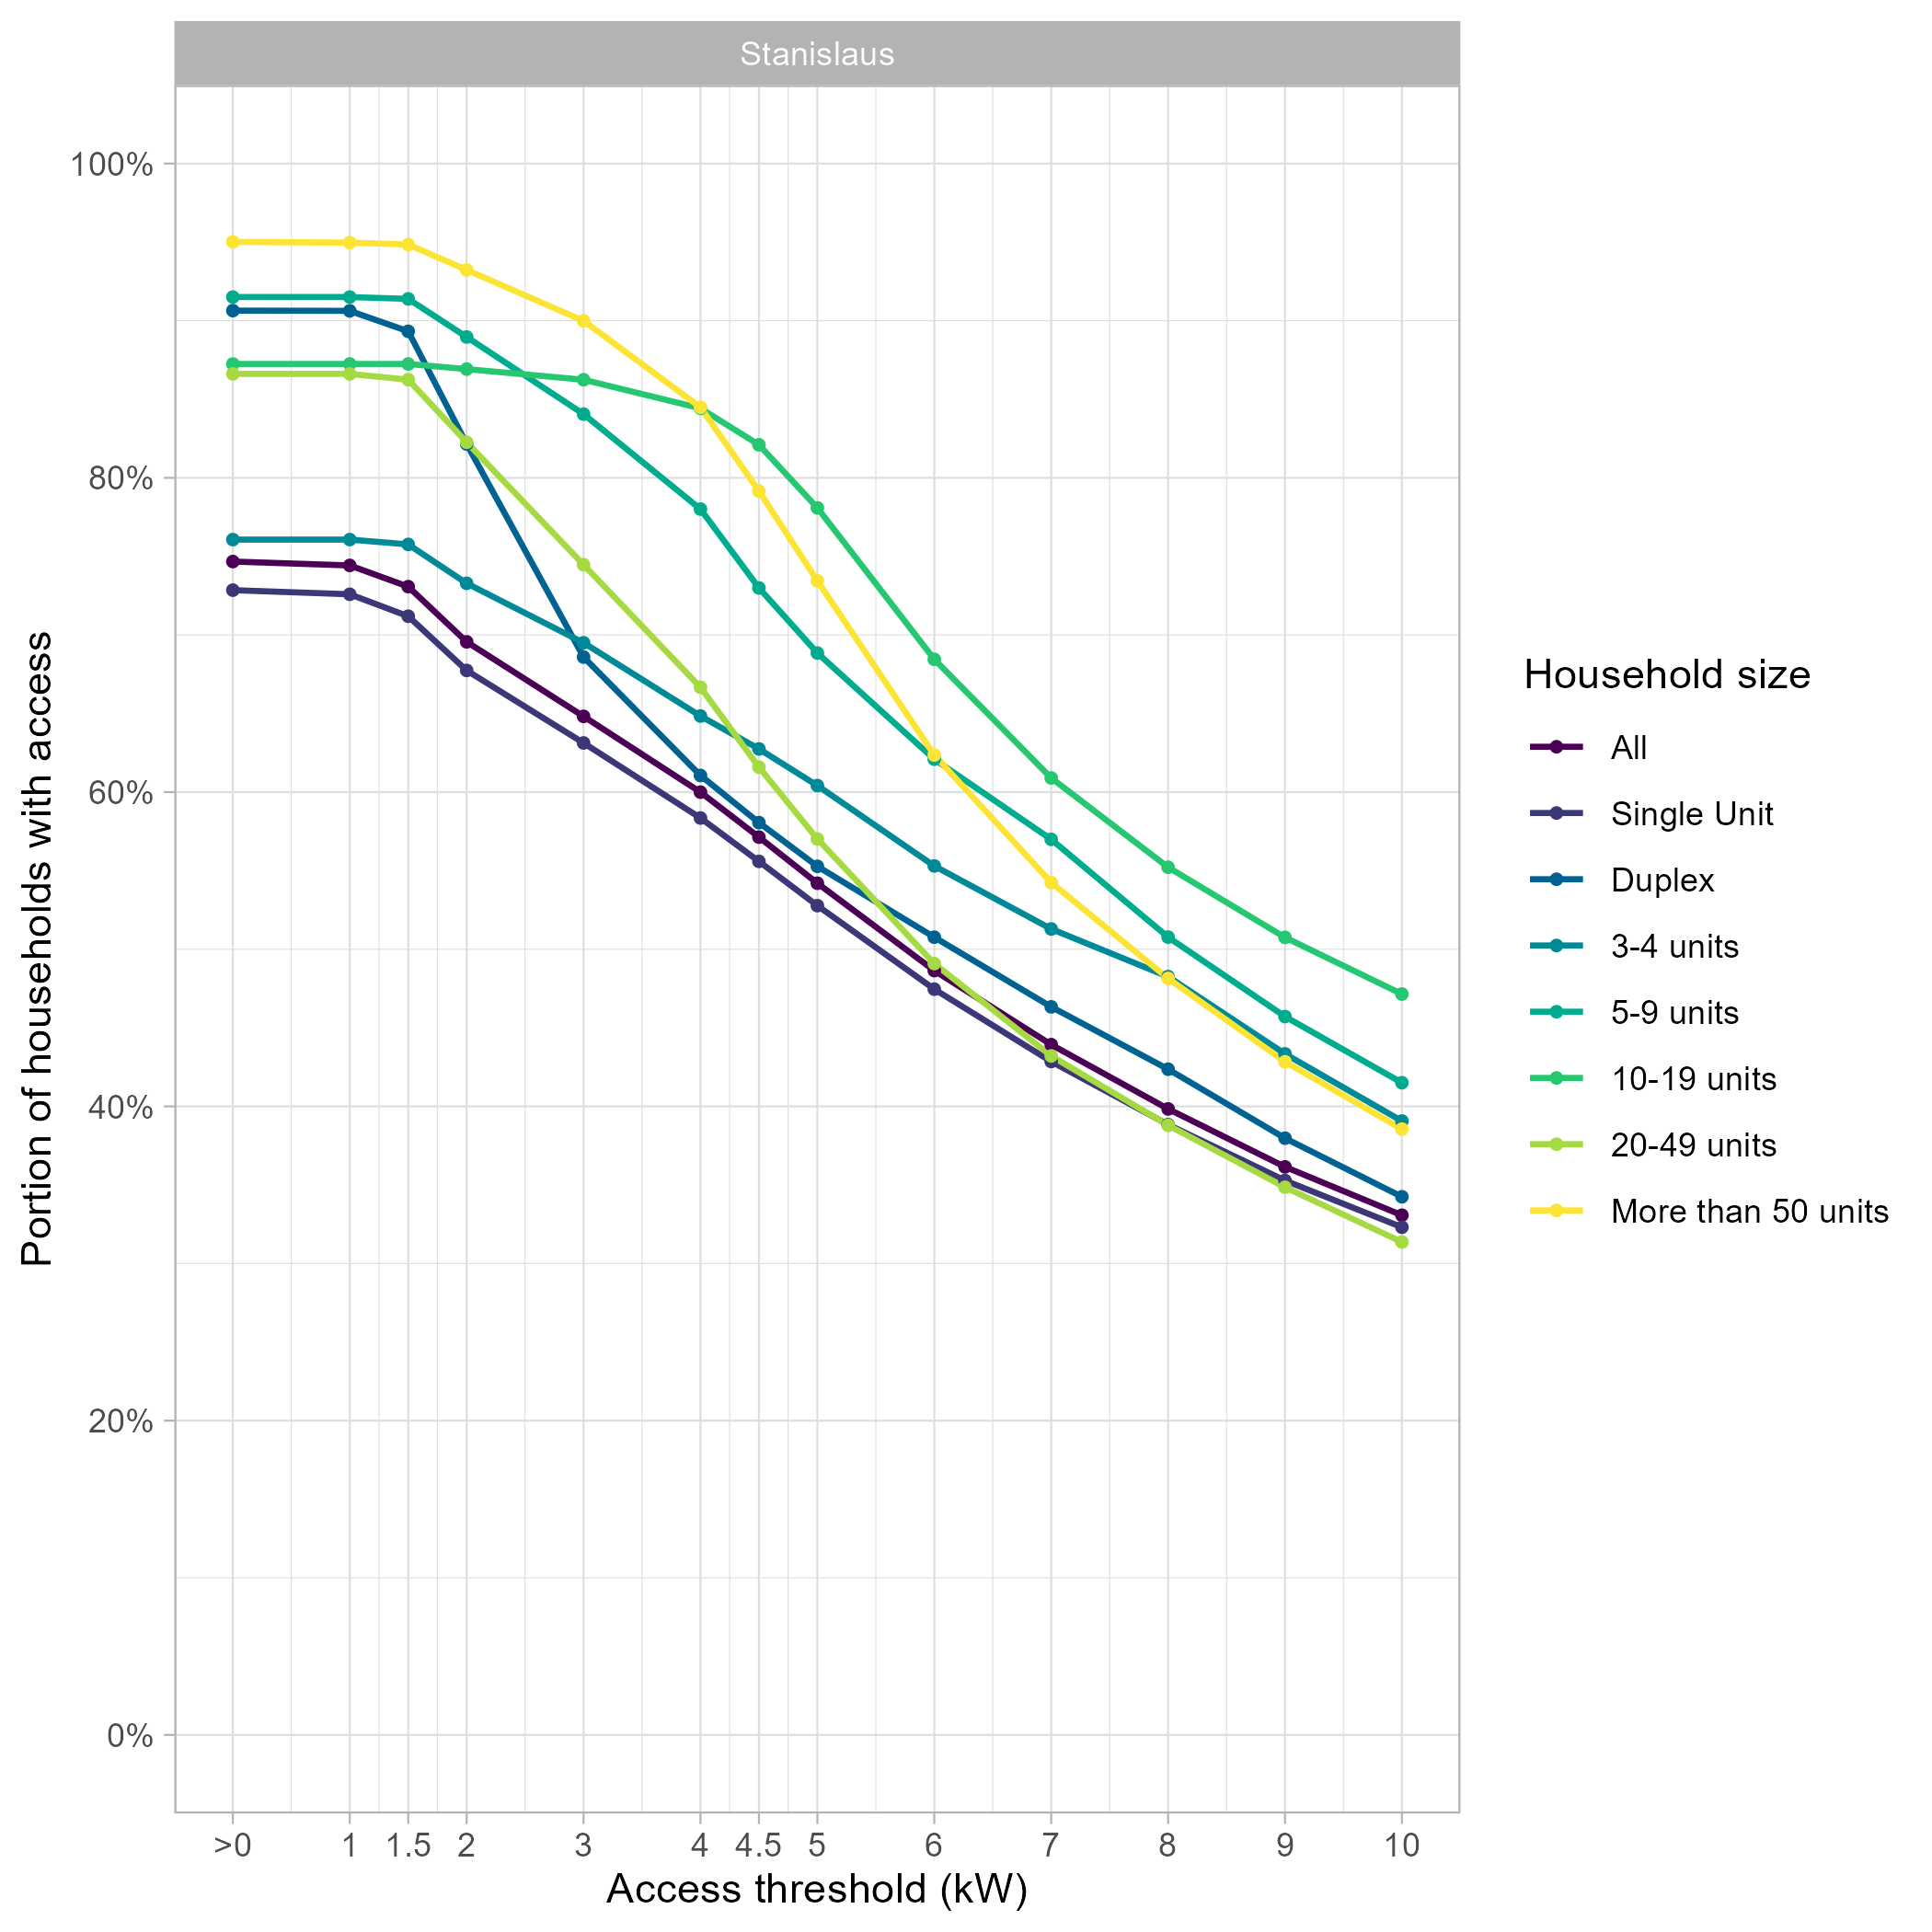 Stanislaus
100%
80%
60%
40%
20%
0%
Portion of households with access
>0 1 1.5 2 3 4 4.5 5 6 7 8 9 10
Access threshold (kW)
Household size
All
Single Unit
Duplex
3-4 units
5-9 units
10-19 units
20-49 units
More than 50 units